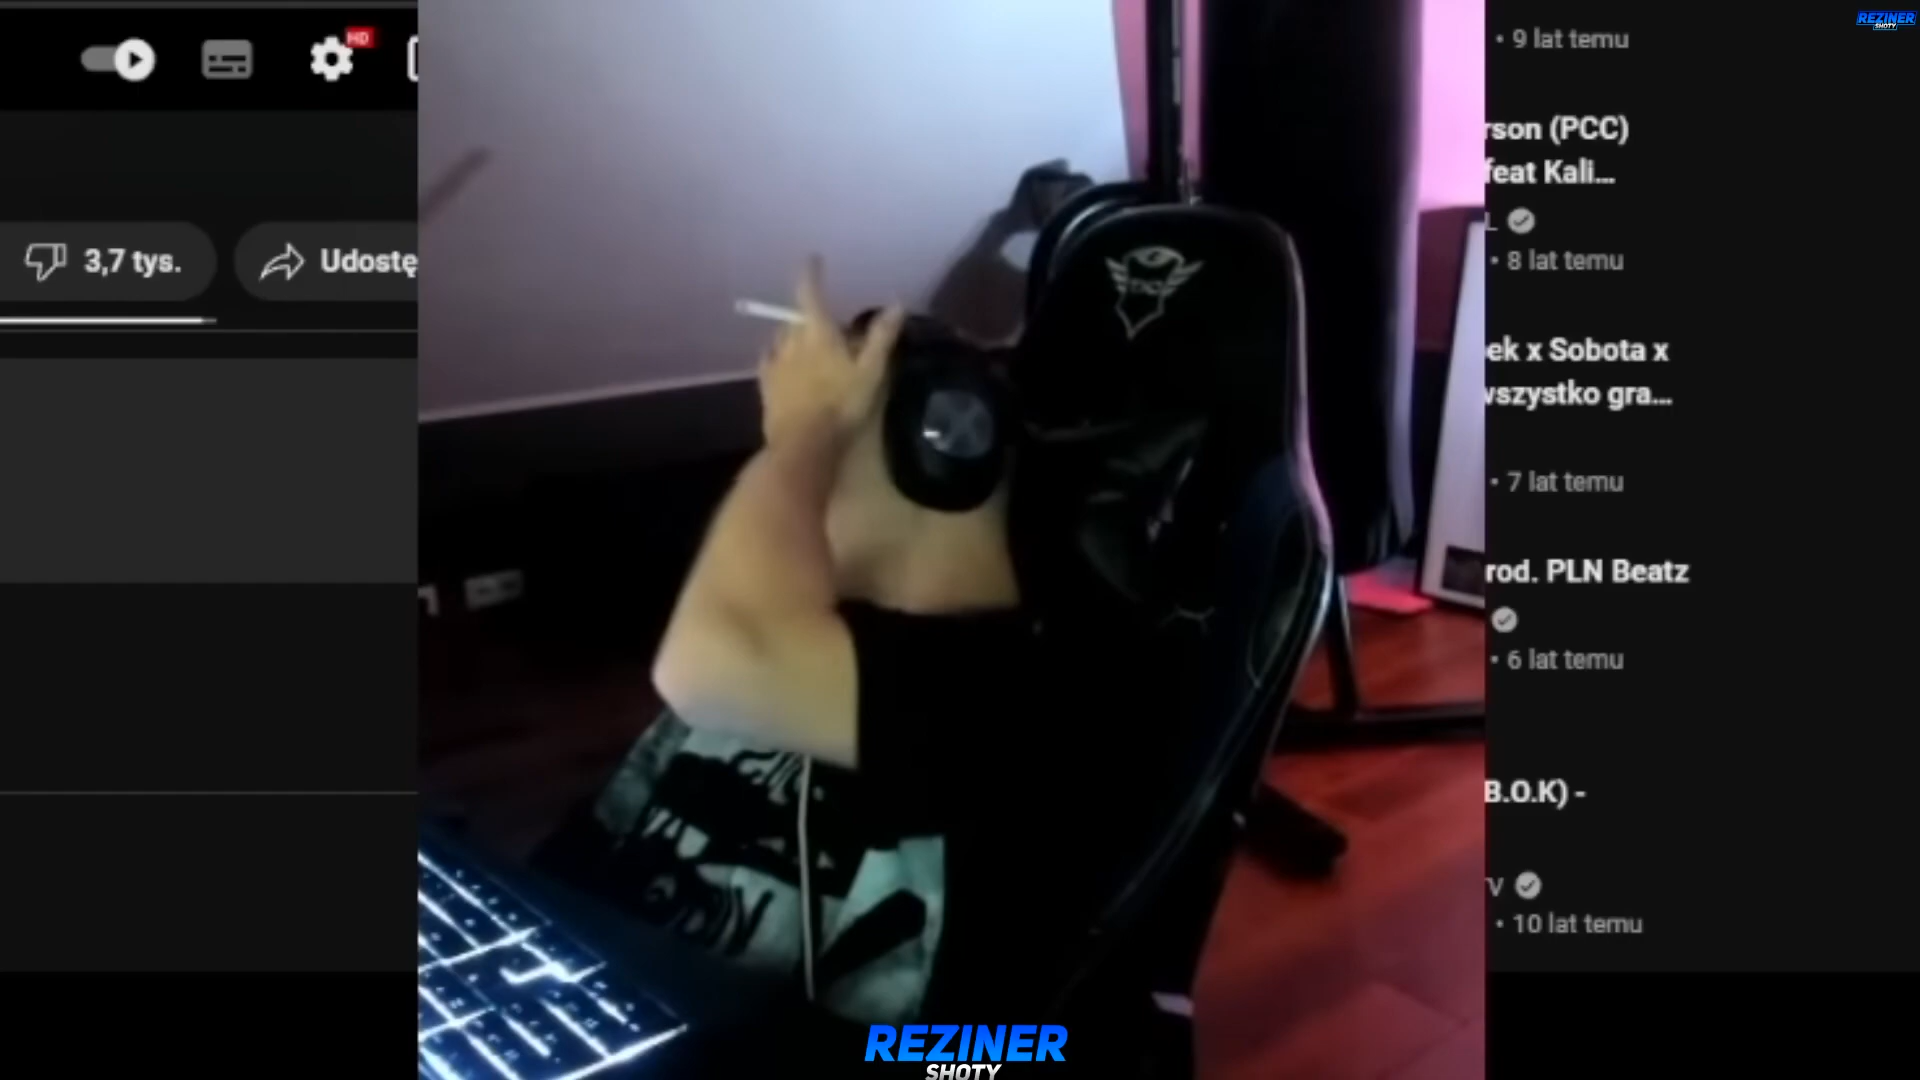 HD
3,7 tys.
Udostę
REZINER
SHOTY
• 9 lat temu
rson (PCC)
feat Kali...
L
• 8 lat temu
ek x Sobota x
wszystko gra...
• 7 lat temu
rod. PLN Beatz
• 6 lat temu
B.O.K) -
V
• 10 lat temu
REZINER
SHOTY